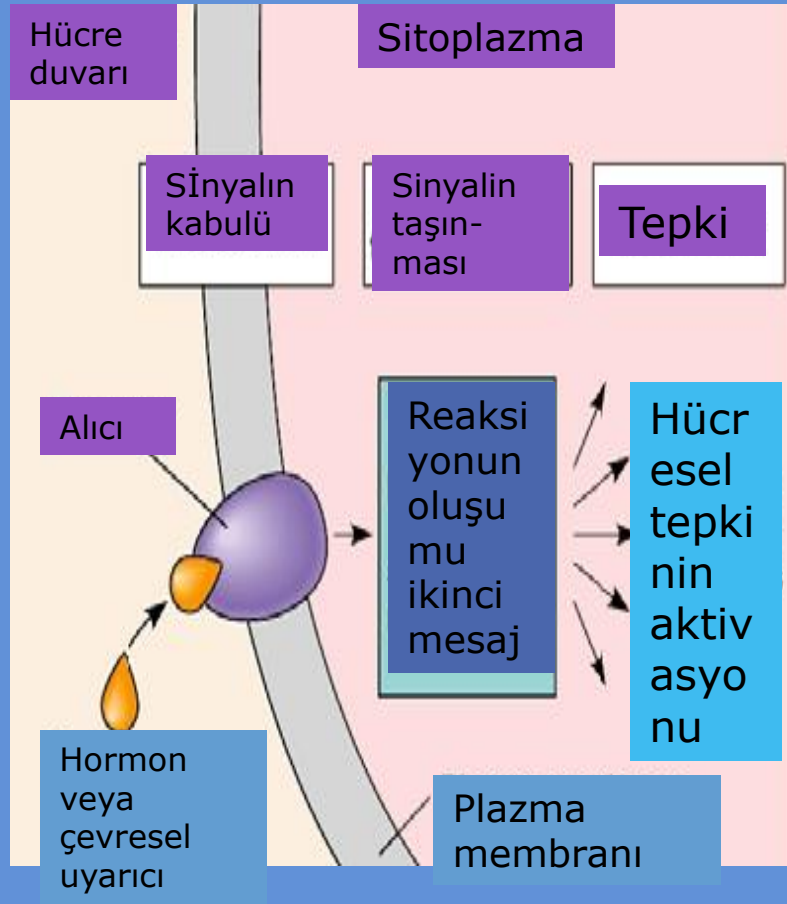 Hücre
duvarı
Sitoplazma
Sİnyalın
kabulü
Sinyalin
taşın-
ması
Tepki
Alıcı
Reaksi
yonun
oluşu
mu
ikinci
mesaj
Hücr
esel
tepki
nin
aktiv
asyo
nu
Hormon
veya
çevresel
uyarıcı
Plazma
membranı